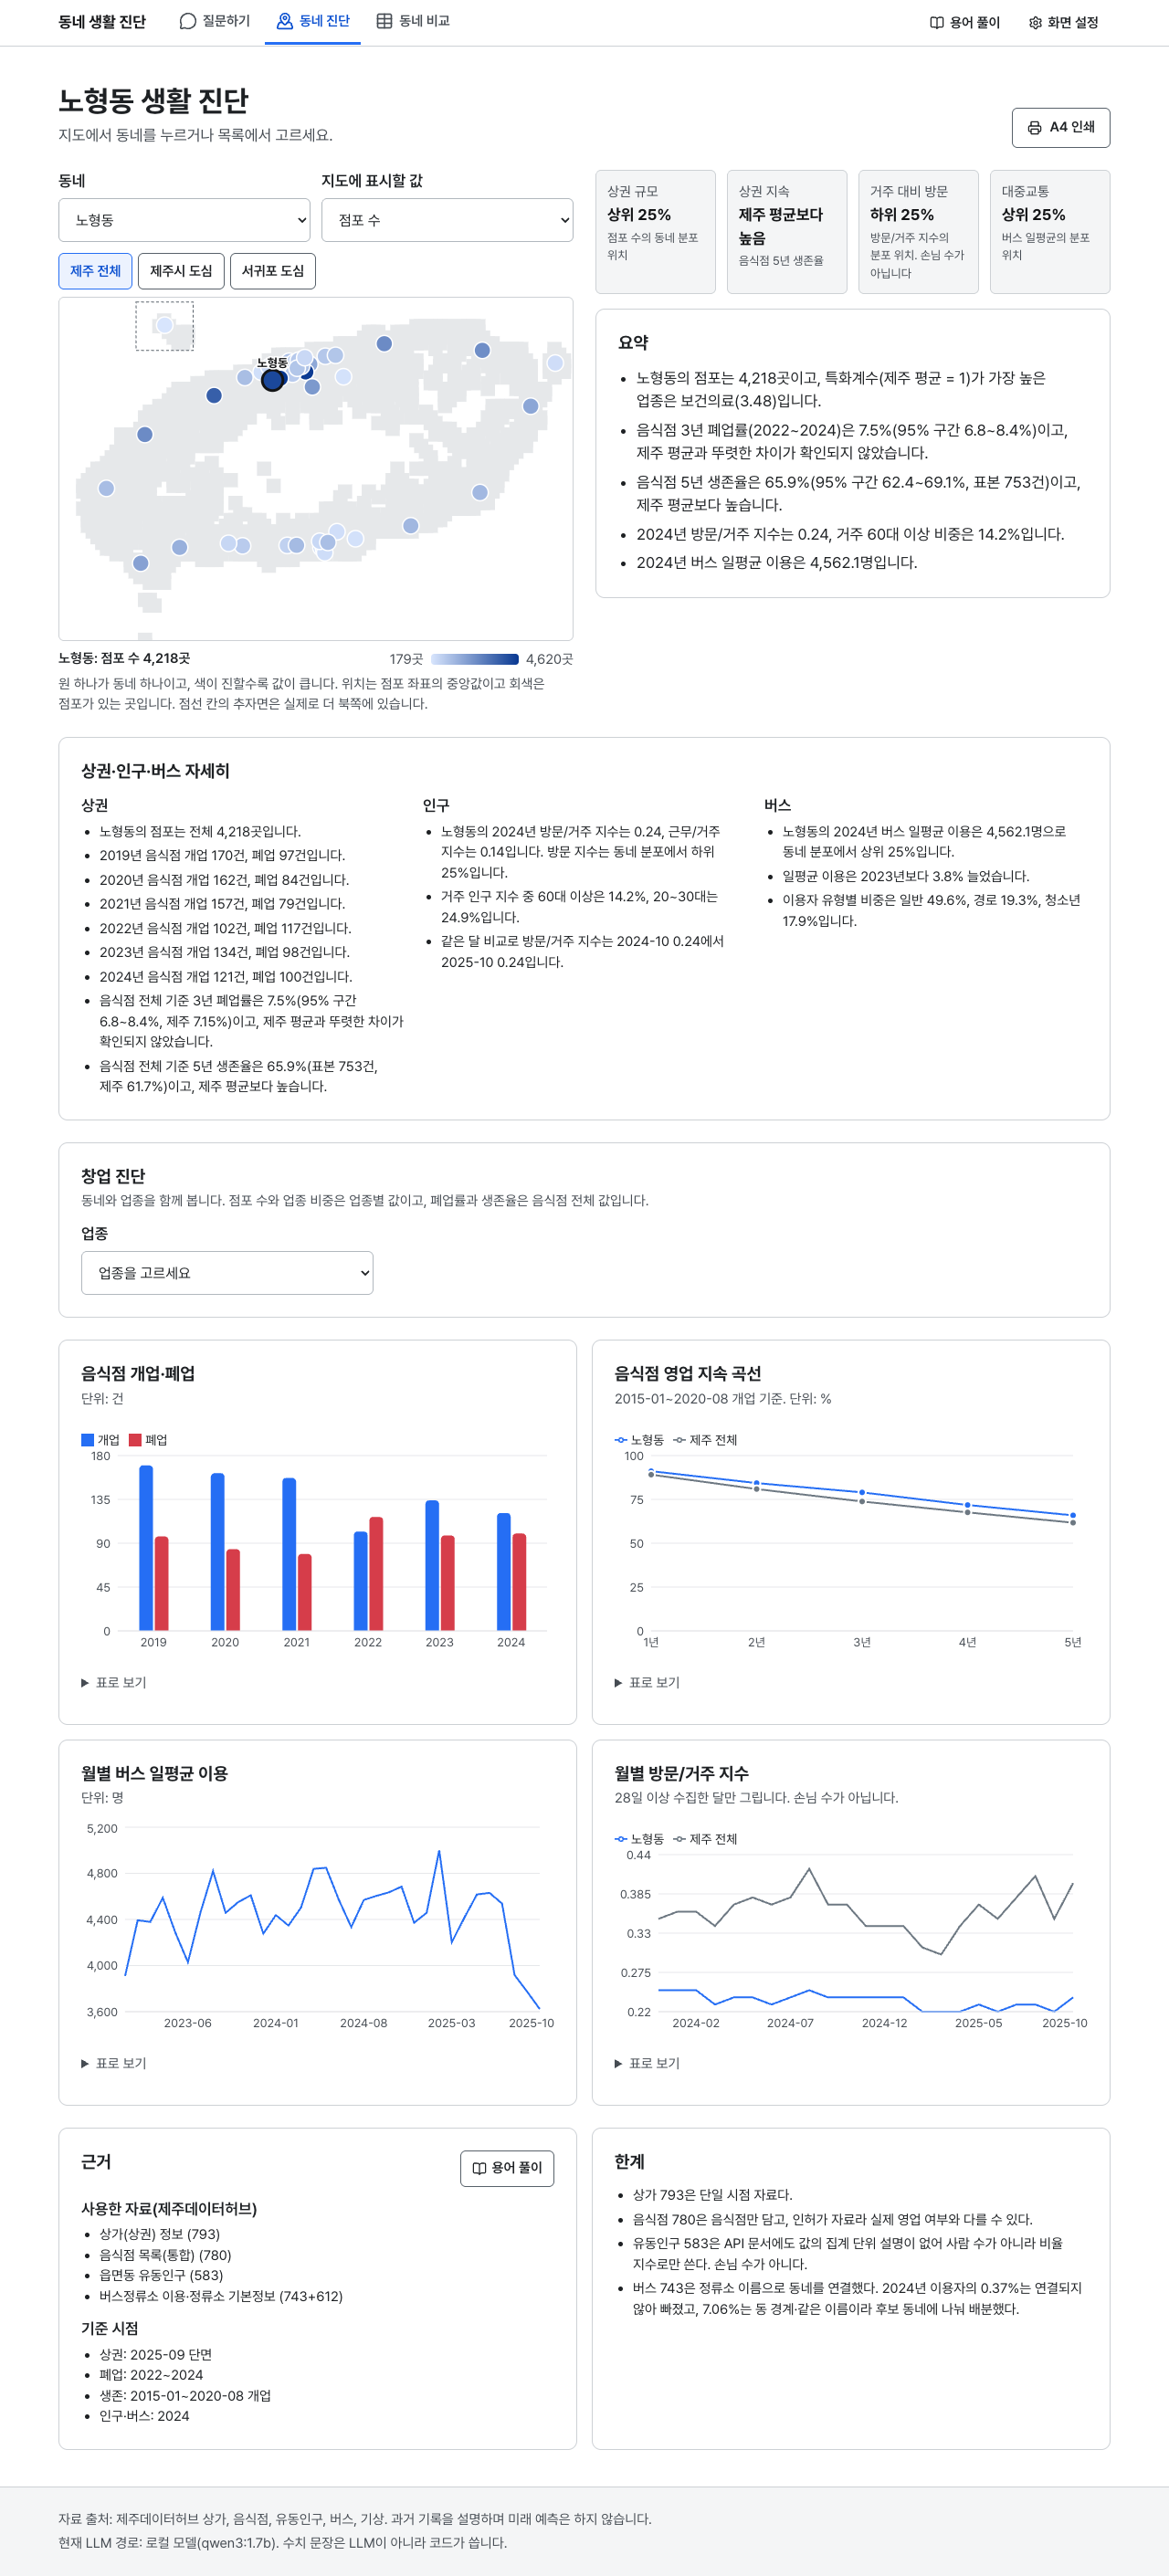 동네 생활 진단
질문하기
동네 진단
동네 비교
용어 풀이
화면 설정
노형동 생활 진단
지도에서 동네를 누르거나 목록에서 고르세요.
A4 인쇄
동네
지도에 표시할 값
노형동
점포 수
제주 전체
제주시 도심
서귀포 도심
노형동
노형동: 점포 수 4,218곳
179곳
4,620곳
원 하나가 동네 하나이고, 색이 진할수록 값이 큽니다. 위치는 점포 좌표의 중앙값이고 회색은
점포가 있는 곳입니다. 점선 칸의 추자면은 실제로 더 북쪽에 있습니다.
상권 규모
상위 25%
점포 수의 동네 분포
위치
상권 지속
제주 평균보다
높음
음식점 5년 생존율
거주 대비 방문
하위 25%
방문/거주 지수의
분포 위치. 손님 수가
아닙니다
대중교통
상위 25%
버스 일평균의 분포
위치
요약
• 노형동의 점포는 4,218곳이고, 특화계수(제주 평균 = 1)가 가장 높은
업종은 보건의료(3.48)입니다.
• 음식점 3년 폐업률(2022~2024)은 7.5%(95% 구간 6.8~8.4%)이고,
제주 평균과 뚜렷한 차이가 확인되지 않았습니다.
• 음식점 5년 생존율은 65.9%(95% 구간 62.4~69.1%, 표본 753건)이고,
제주 평균보다 높습니다.
• 2024년 방문/거주 지수는 0.24, 거주 60대 이상 비중은 14.2%입니다.
• 2024년 버스 일평균 이용은 4,562.1명입니다.
상권·인구·버스 자세히
상권
• 노형동의 점포는 전체 4,218곳입니다.
• 2019년 음식점 개업 170건, 폐업 97건입니다.
• 2020년 음식점 개업 162건, 폐업 84건입니다.
• 2021년 음식점 개업 157건, 폐업 79건입니다.
• 2022년 음식점 개업 102건, 폐업 117건입니다.
• 2023년 음식점 개업 134건, 폐업 98건입니다.
• 2024년 음식점 개업 121건, 폐업 100건입니다.
• 음식점 전체 기준 3년 폐업률은 7.5%(95% 구간
6.8~8.4%, 제주 7.15%)이고, 제주 평균과 뚜렷한 차이가
확인되지 않았습니다.
• 음식점 전체 기준 5년 생존율은 65.9%(표본 753건,
제주 61.7%)이고, 제주 평균보다 높습니다.
인구
• 노형동의 2024년 방문/거주 지수는 0.24, 근무/거주
지수는 0.14입니다. 방문 지수는 동네 분포에서 하위
25%입니다.
• 거주 인구 지수 중 60대 이상은 14.2%, 20~30대는
24.9%입니다.
• 같은 달 비교로 방문/거주 지수는 2024-10 0.24에서
2025-10 0.24입니다.
버스
• 노형동의 2024년 버스 일평균 이용은 4,562.1명으로
동네 분포에서 상위 25%입니다.
• 일평균 이용은 2023년보다 3.8% 늘었습니다.
• 이용자 유형별 비중은 일반 49.6%, 경로 19.3%, 청소년
17.9%입니다.
창업 진단
동네와 업종을 함께 봅니다. 점포 수와 업종 비중은 업종별 값이고, 폐업률과 생존율은 음식점 전체 값입니다.
업종
업종을 고르세요
음식점 개업·폐업
단위: 건
개업 폐업
180
135
90
45
0
2019 2020 2021 2022 2023 2024
▶ 표로 보기
음식점 영업 지속 곡선
2015-01~2020-08 개업 기준. 단위: %
노형동 제주 전체
100
75
50
25
0
1년 2년 3년 4년 5년
▶ 표로 보기
월별 버스 일평균 이용
단위: 명
5,200
4,800
4,400
4,000
3,600
2023-06 2024-01 2024-08 2025-03 2025-10
▶ 표로 보기
월별 방문/거주 지수
28일 이상 수집한 달만 그립니다. 손님 수가 아닙니다.
노형동 제주 전체
0.44
0.385
0.33
0.275
0.22
2024-02 2024-07 2024-12 2025-05 2025-10
▶ 표로 보기
근거
용어 풀이
사용한 자료(제주데이터허브)
• 상가(상권) 정보 (793)
• 음식점 목록(통합) (780)
• 읍면동 유동인구 (583)
• 버스정류소 이용·정류소 기본정보 (743+612)
기준 시점
• 상권: 2025-09 단면
• 폐업: 2022~2024
• 생존: 2015-01~2020-08 개업
• 인구·버스: 2024
한계
• 상가 793은 단일 시점 자료다.
• 음식점 780은 음식점만 담고, 인허가 자료라 실제 영업 여부와 다를 수 있다.
• 유동인구 583은 API 문서에도 값의 집계 단위 설명이 없어 사람 수가 아니라 비율
지수로만 쓴다. 손님 수가 아니다.
• 버스 743은 정류소 이름으로 동네를 연결했다. 2024년 이용자의 0.37%는 연결되지
않아 빠졌고, 7.06%는 동 경계·같은 이름이라 후보 동네에 나눠 배분했다.
자료 출처: 제주데이터허브 상가, 음식점, 유동인구, 버스, 기상. 과거 기록을 설명하며 미래 예측은 하지 않습니다.
현재 LLM 경로: 로컬 모델(qwen3:1.7b). 수치 문장은 LLM이 아니라 코드가 씁니다.